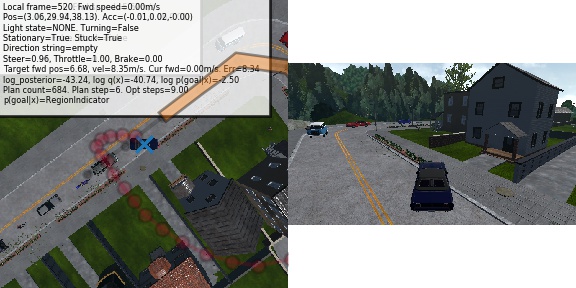 Local frame=520. Fwd speed=0.00m/s
Pos=(3.06,29.94,38.13). Acc=(-0.01,0.02,-0.00)
Light state=NONE. Turning=False
Stationary=True. Stuck=True
Direction string=empty
Steer=0.96, Throttle=1.00, Brake=0.00
Target fwd pos=6.68, vel=8.35m/s. Cur fwd=0.00m/s. Err=8.34
log_posterior=-43.24, log q(x)=-40.74, log p(goal|x)=-2.50
Plan count=684. Plan step=6. Opt steps=9.00
p(goal|x)=RegionIndicator